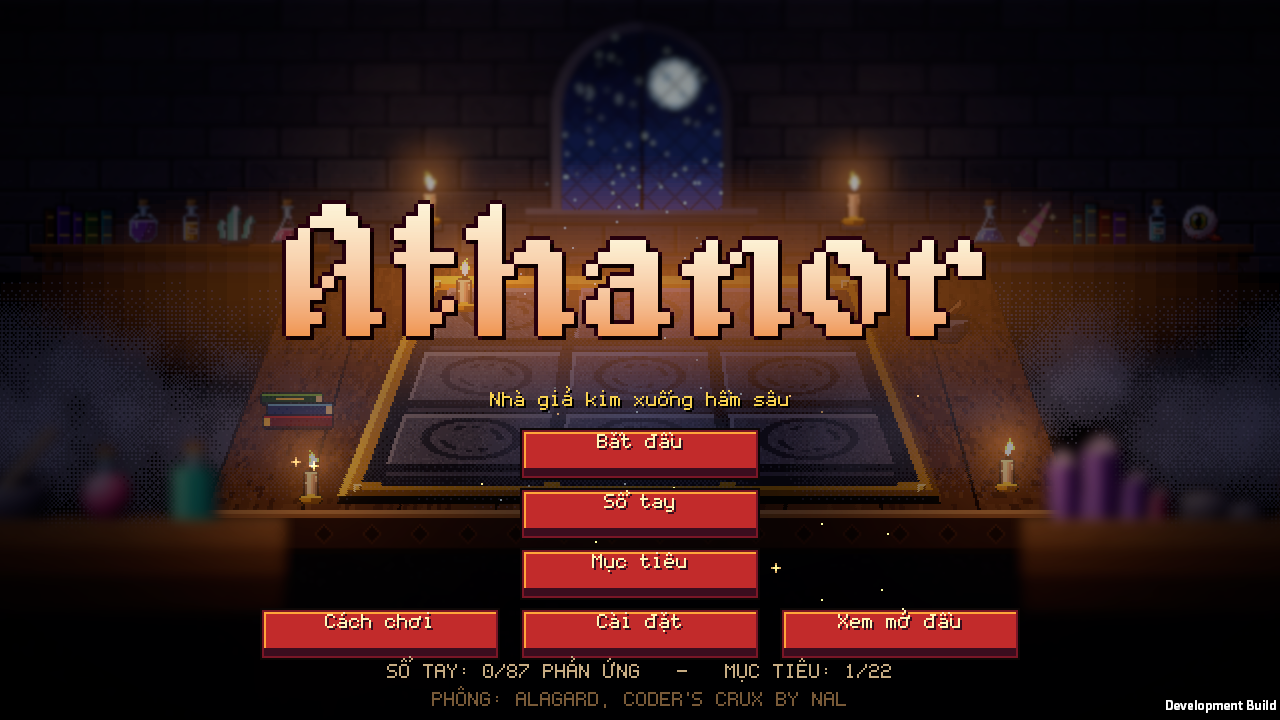 Athanor
Nhà giả kim xuống hầm sâu
Bắt đầu
Sổ tay
Mục tiêu
Cách chơi
Cài đặt
Xem mở đầu
SỔ TAY: 0/87 PHẢN ỨNG — MỤC TIÊU: 1/22
PHÔNG: ALAGARD, CODER'S CRUX BY NAL
Development Build